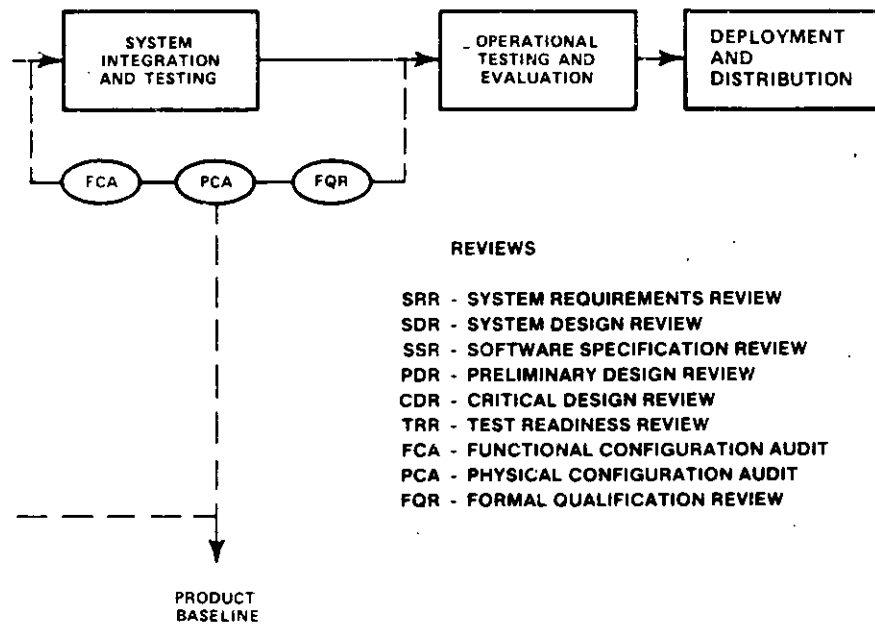 SYSTEM
INTEGRATION
AND TESTING
OPERATIONAL
TESTING AND
EVALUATION
DEPLOYMENT
AND
DISTRIBUTION
FCA
PCA
FQR
REVIEWS
SRR - SYSTEM REQUIREMENTS REVIEW
SDR - SYSTEM DESIGN REVIEW
SSR - SOFTWARE SPECIFICATION REVIEW
PDR - PRELIMINARY DESIGN REVIEW
CDR - CRITICAL DESIGN REVIEW
TRR - TEST READINESS REVIEW
FCA - FUNCTIONAL CONFIGURATION AUDIT
PCA - PHYSICAL CONFIGURATION AUDIT
FQR - FORMAL QUALIFICATION REVIEW
PRODUCT
BASELINE